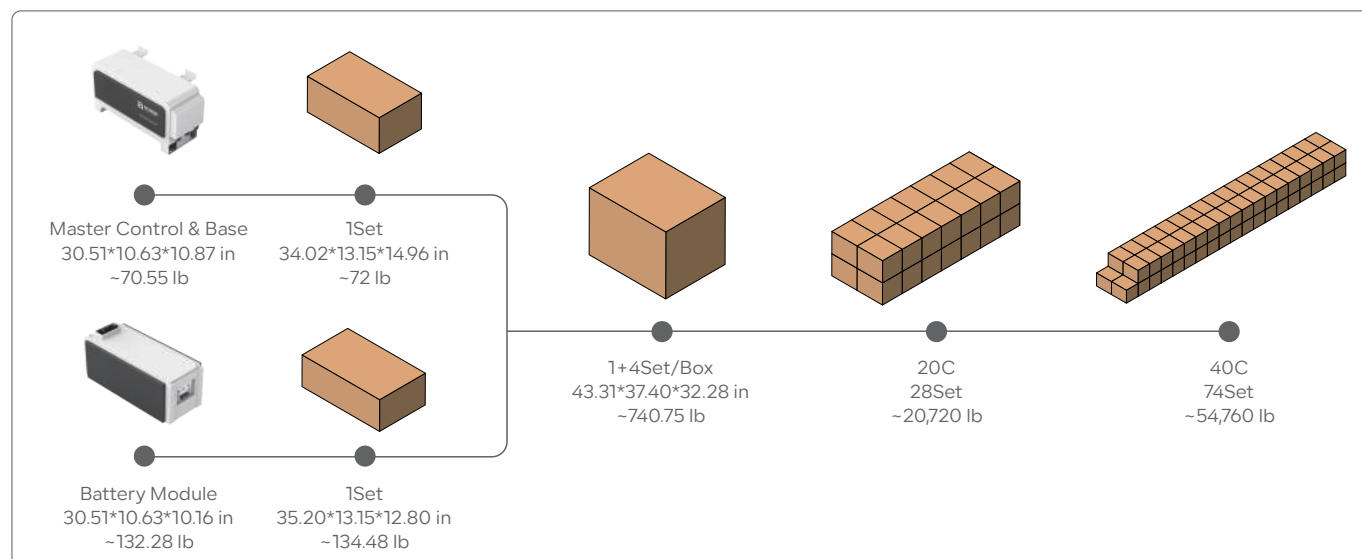 Master Control & Base
30.51*10.63*10.87 in
~70.55 lb
1Set
34.02*13.15*14.96 in
~72 lb
Battery Module
30.51*10.63*10.16 in
~132.28 lb
1Set
35.20*13.15*12.80 in
~134.48 lb
1+4Set/Box
43.31*37.40*32.28 in
~740.75 lb
20C
28Set
~20,720 lb
40C
74Set
~54,760 lb